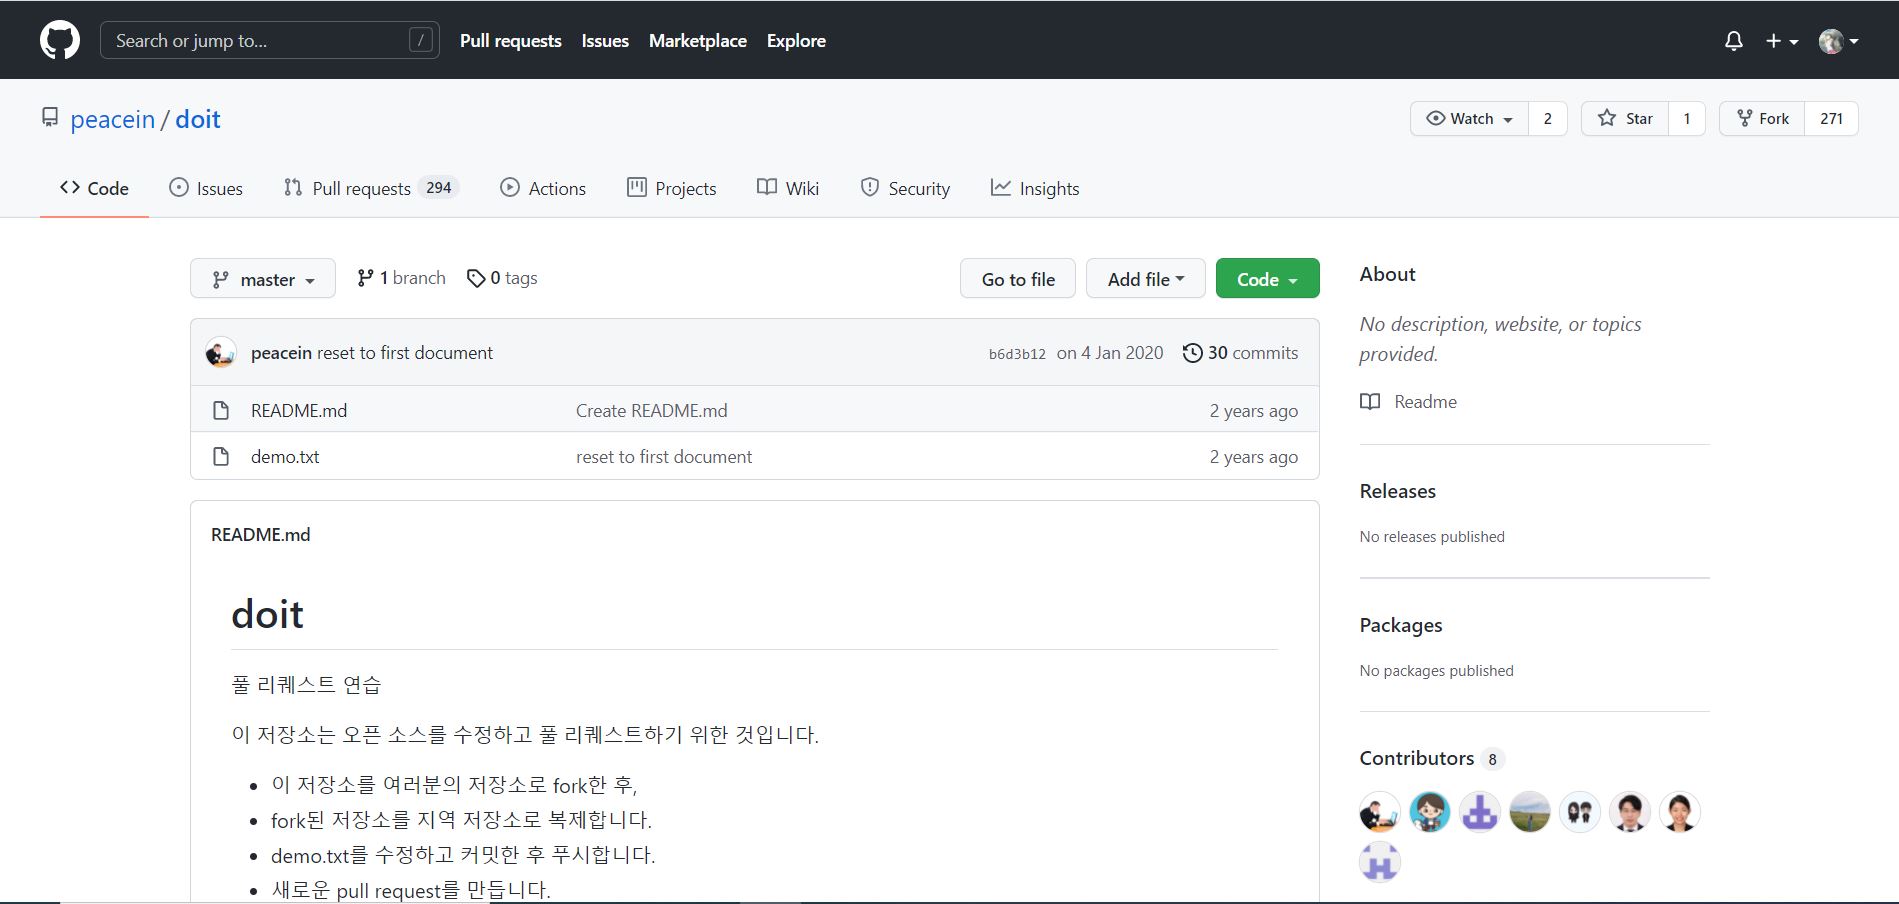 Search or jump to... / Pull requests Issues Marketplace Explore
peacein / doit Watch 2 Star 1 Fork 271
Code Issues Pull requests 294 Actions Projects Wiki Security Insights
master 1 branch 0 tags Go to file Add file Code
peacein reset to first document b6d3b12 on 4 Jan 2020 30 commits
README.md Create README.md 2 years ago
demo.txt reset to first document 2 years ago
README.md
doit
풀 리퀘스트 연습
이 저장소는 오픈 소스를 수정하고 풀 리퀘스트하기 위한 것입니다.
이 저장소를 여러분의 저장소로 fork한 후,
fork된 저장소를 지역 저장소로 복제합니다.
demo.txt를 수정하고 커밋한 후 푸시합니다.
새로운 pull request를 만듭니다.
About
No description, website, or topics
provided.
Readme
Releases
No releases published
Packages
No packages published
Contributors 8